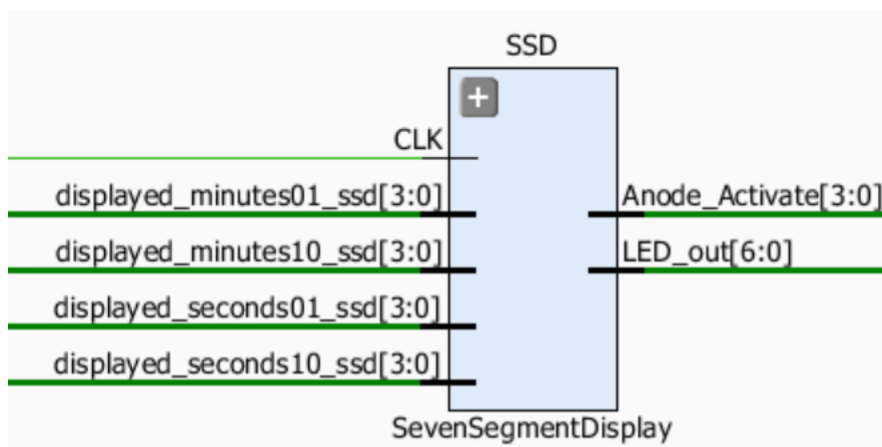 SSD
+
CLK
displayed_minutes01_ssd[3:0]
Anode_Activate[3:0]
displayed_minutes10_ssd[3:0]
LED_out[6:0]
displayed_seconds01_ssd[3:0]
displayed_seconds10_ssd[3:0]
SevenSegmentDisplay